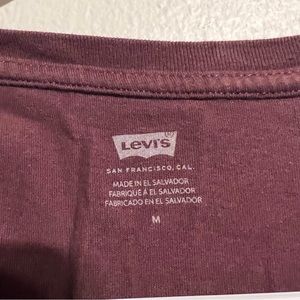 Levi's®
SAN FRANCISCO, CAL.
MADE IN EL SALVADOR
FABRIQUÉ À EL SALVADOR
FABRICADO EN EL SALVADOR
M